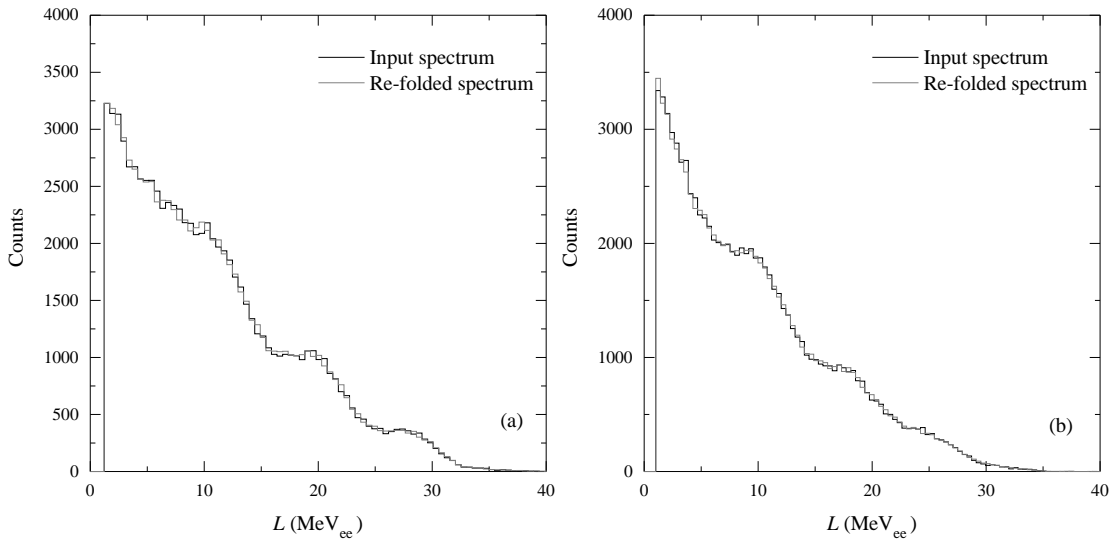 4000
3500
3000
2500
2000
1500
1000
500
0
Counts
0 10 20 30 40
L (MeVee)
Input spectrum
Re-folded spectrum
(a)
4000
3000
2000
1000
0
Counts
0 10 20 30 40
L (MeVee)
Input spectrum
Re-folded spectrum
(b)